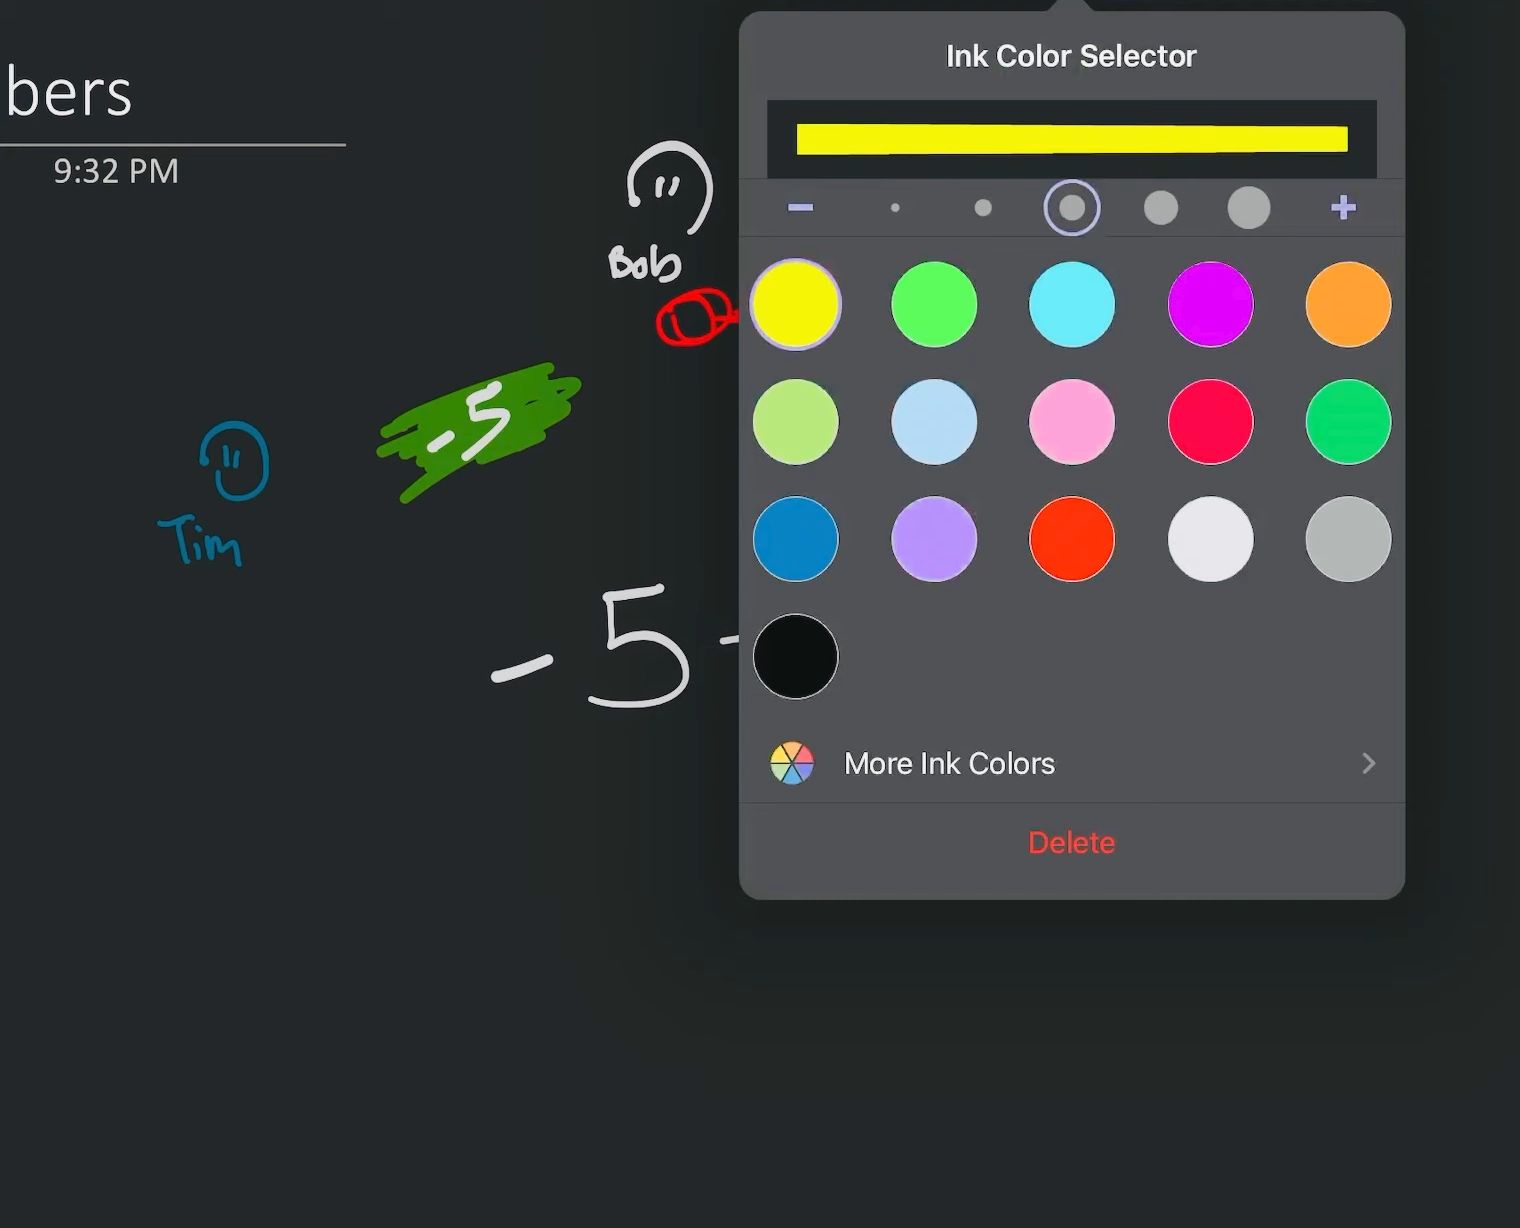 bers
9:32 PM
Bob
-5
Tim
- 5 -
Ink Color Selector
More Ink Colors
Delete